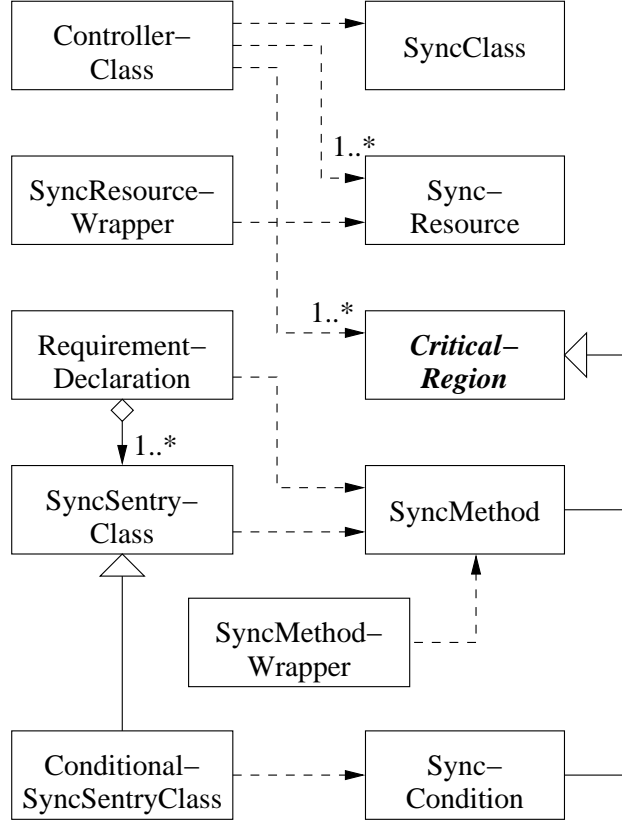 Controller–
Class
SyncClass
1..*
SyncResource–
Wrapper
Sync–
Resource
1..*
Requirement–
Declaration
Critical–
Region
1..*
SyncSentry–
Class
SyncMethod
SyncMethod–
Wrapper
Conditional–
SyncSentryClass
Sync–
Condition